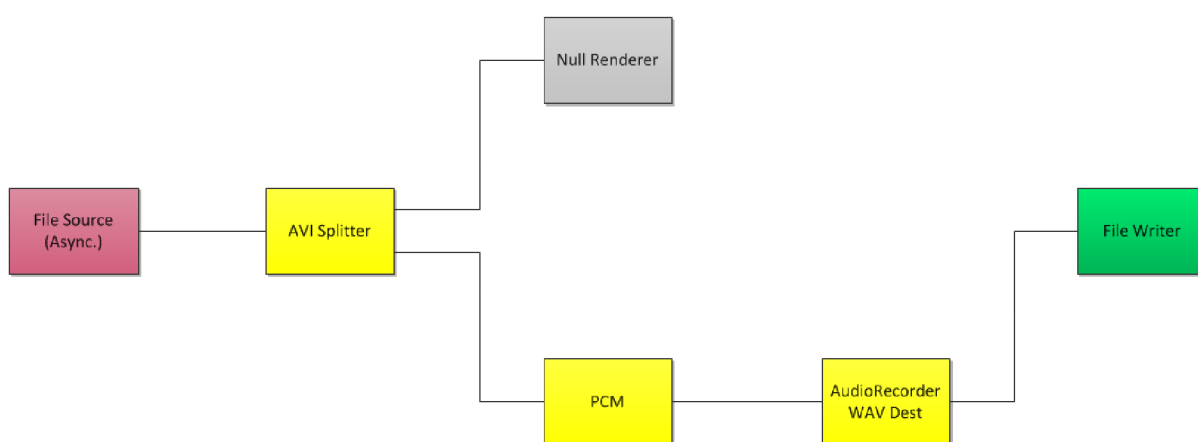 Null Renderer
File Source
(Async.)
AVI Splitter
File Writer
PCM
AudioRecorder
WAV Dest